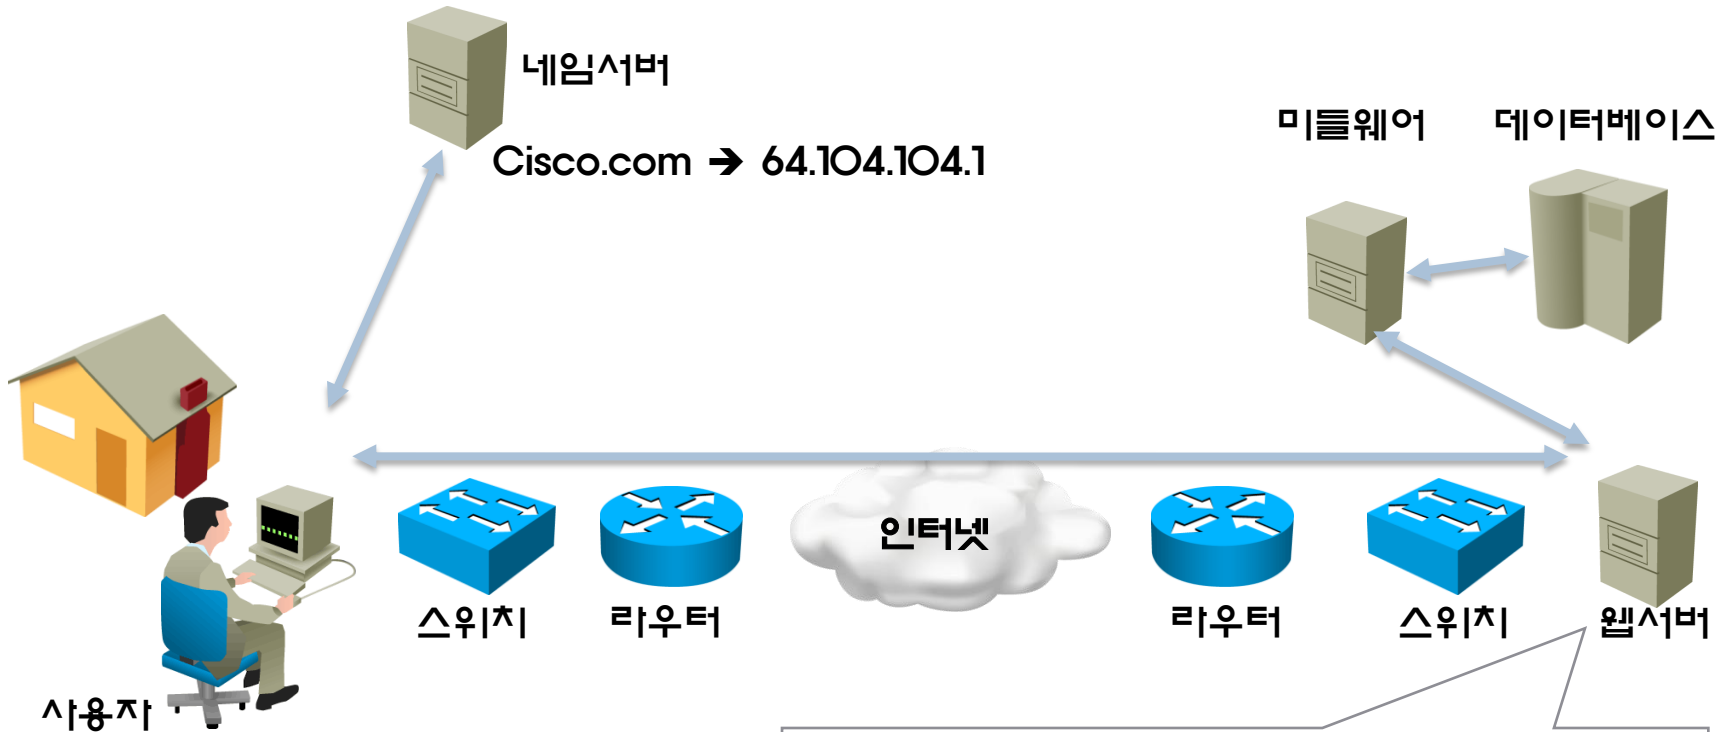 네임서버
Cisco.com → 64.104.104.1
미들웨어
데이터베이스
인터넷
스위치
라우터
라우터
스위치
웹서버
사용자